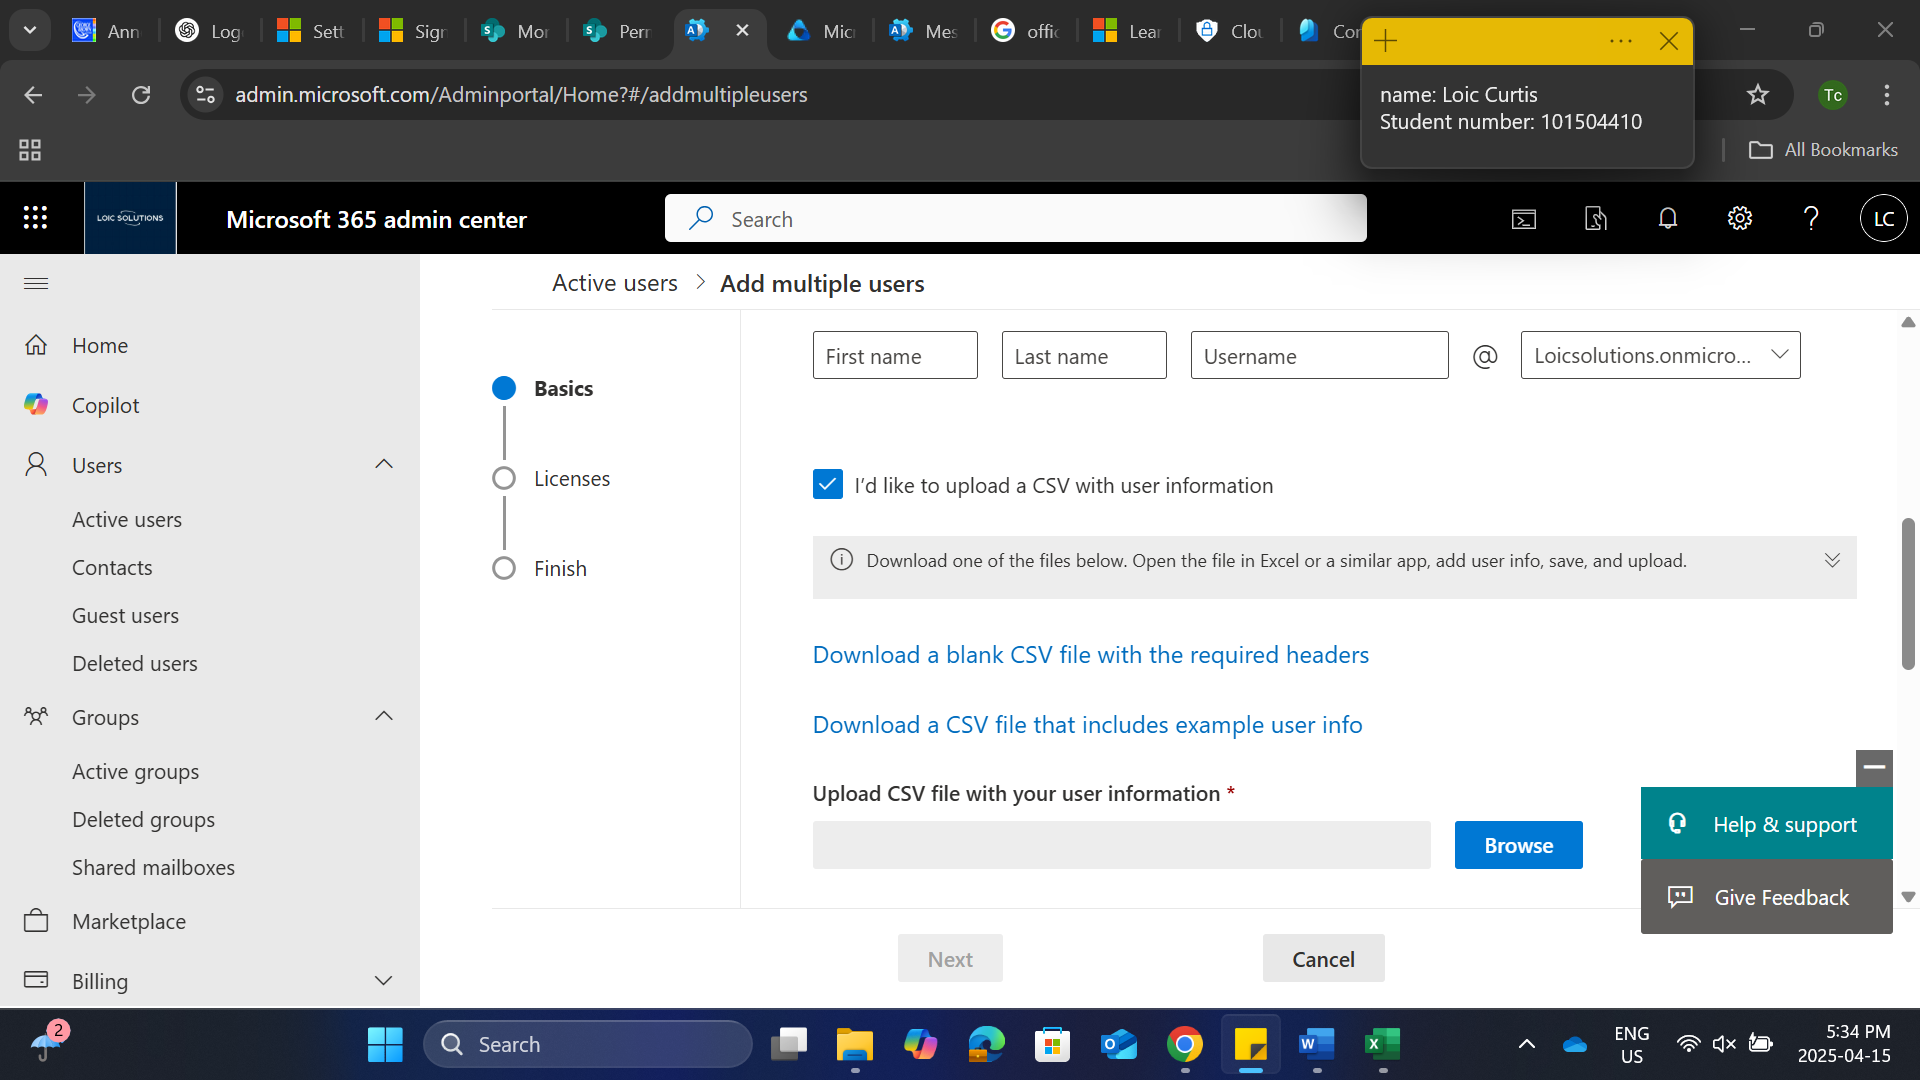 Ann
Log
Sett
Sign
Mor
Perm
Mic
Mes
offic
Lear
Clou
Cor
name: Loic Curtis
Student number: 101504410
admin.microsoft.com/Adminportal/Home?#/addmultipleusers
Tc
All Bookmarks
LOIC SOLUTIONS
Microsoft 365 admin center
Search
LC
Active users > Add multiple users
Home
Copilot
Users
Active users
Contacts
Guest users
Deleted users
Groups
Active groups
Deleted groups
Shared mailboxes
Marketplace
Billing
Basics
Licenses
Finish
First name
Last name
Username
@
Loicsolutions.onmicro...
I'd like to upload a CSV with user information
Download one of the files below. Open the file in Excel or a similar app, add user info, save, and upload.
Download a blank CSV file with the required headers
Download a CSV file that includes example user info
Upload CSV file with your user information *
Browse
Help & support
Give Feedback
Next
Cancel
2
Search
ENG
US
5:34 PM
2025-04-15